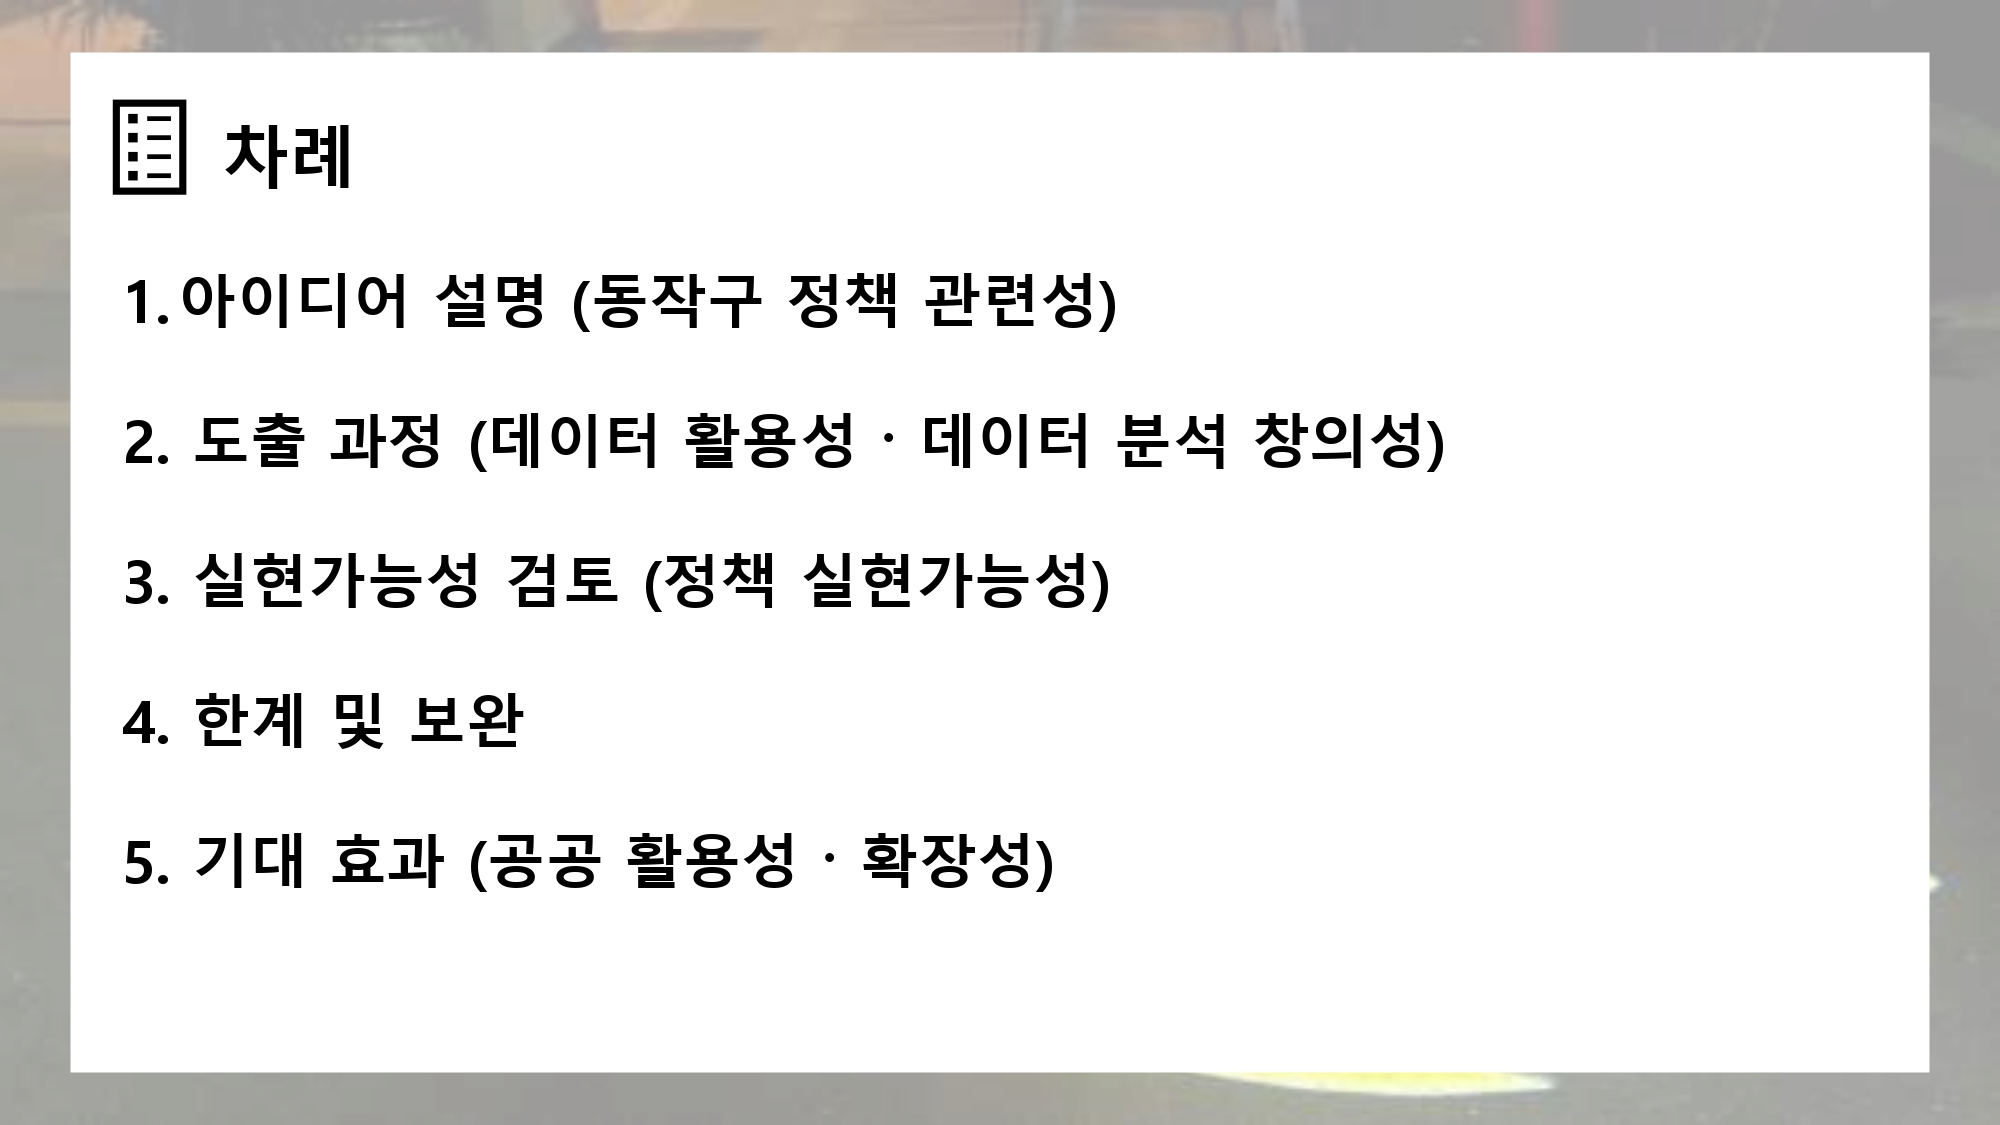 차례
1. 아이디어 설명 (동작구 정책 관련성)
2. 도출 과정 (데이터 활용성 · 데이터 분석 창의성)
3. 실현가능성 검토 (정책 실현가능성)
4. 한계 및 보완
5. 기대 효과 (공공 활용성 · 확장성)